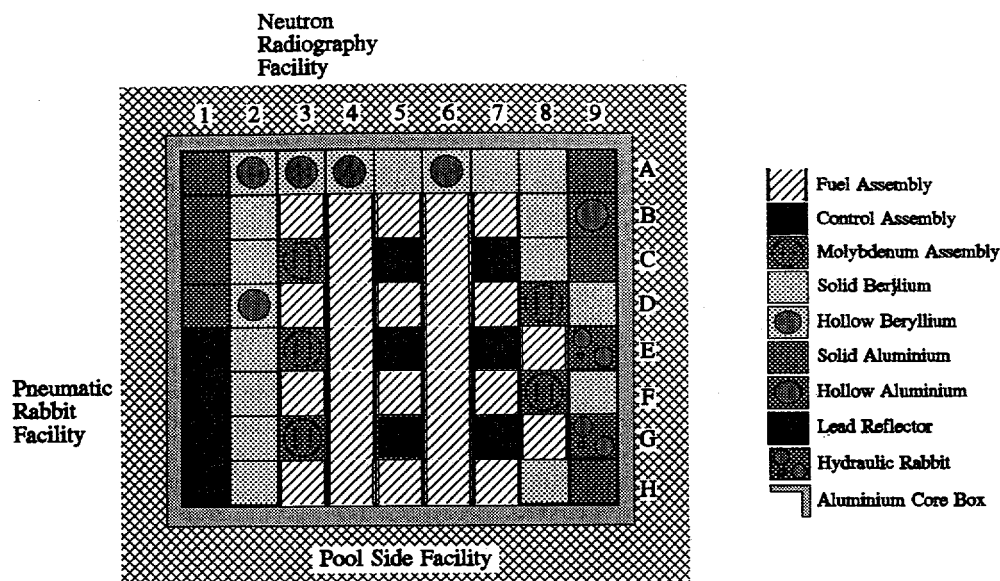 Neutron
Radiography
Facility
1 2 3 4 5 6 7 8 9
A
B
C
D
E
F
G
H
Pneumatic
Rabbit
Facility
Pool Side Facility
Fuel Assembly
Control Assembly
Molybdenum Assembly
Solid Beryllium
Hollow Beryllium
Solid Aluminium
Hollow Aluminium
Lead Reflector
Hydraulic Rabbit
Aluminium Core Box